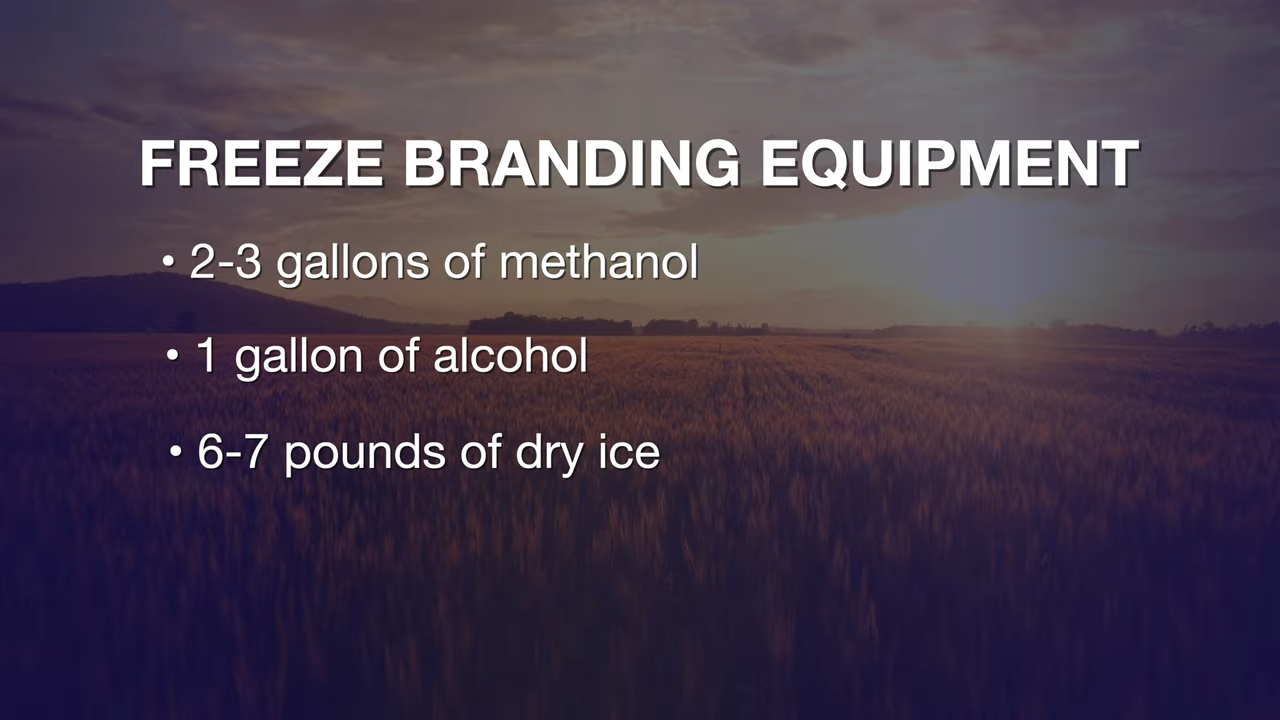 FREEZE BRANDING EQUIPMENT
• 2-3 gallons of methanol
• 1 gallon of alcohol
• 6-7 pounds of dry ice